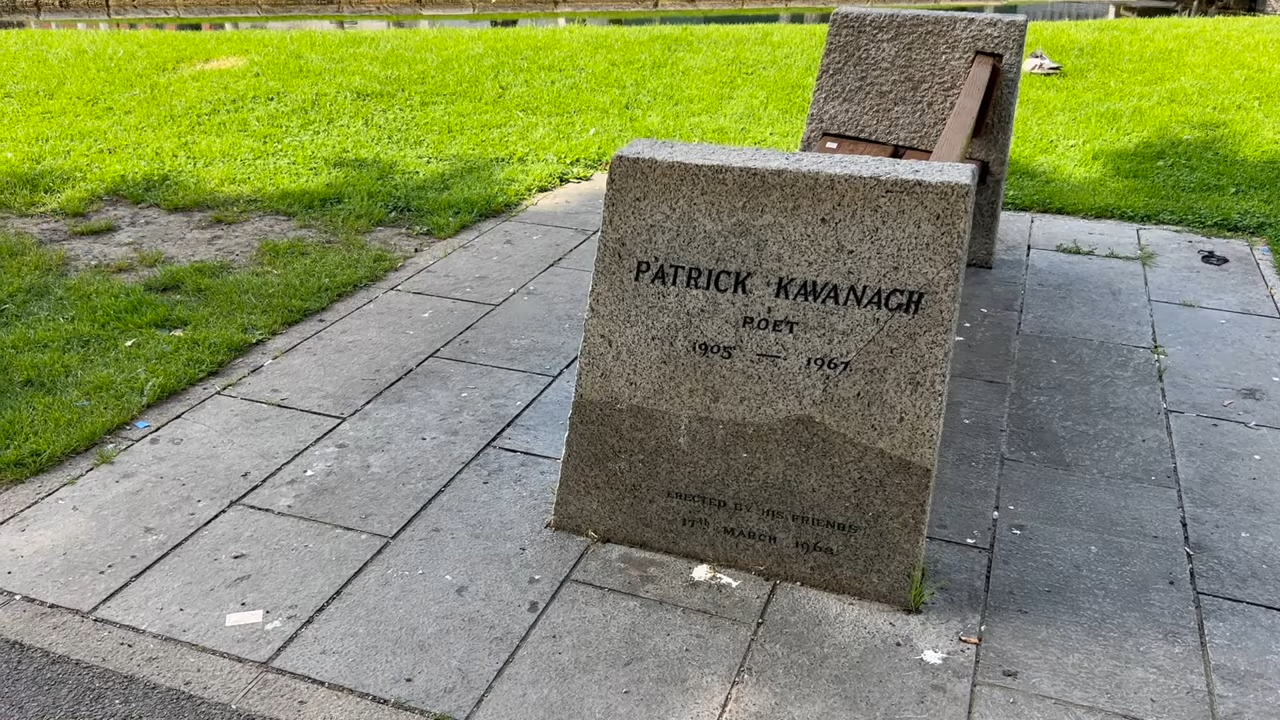 PATRICK KAVANAGH
POET
1905 — 1967.
ERECTED BY HIS FRIENDS
17th MARCH 1968